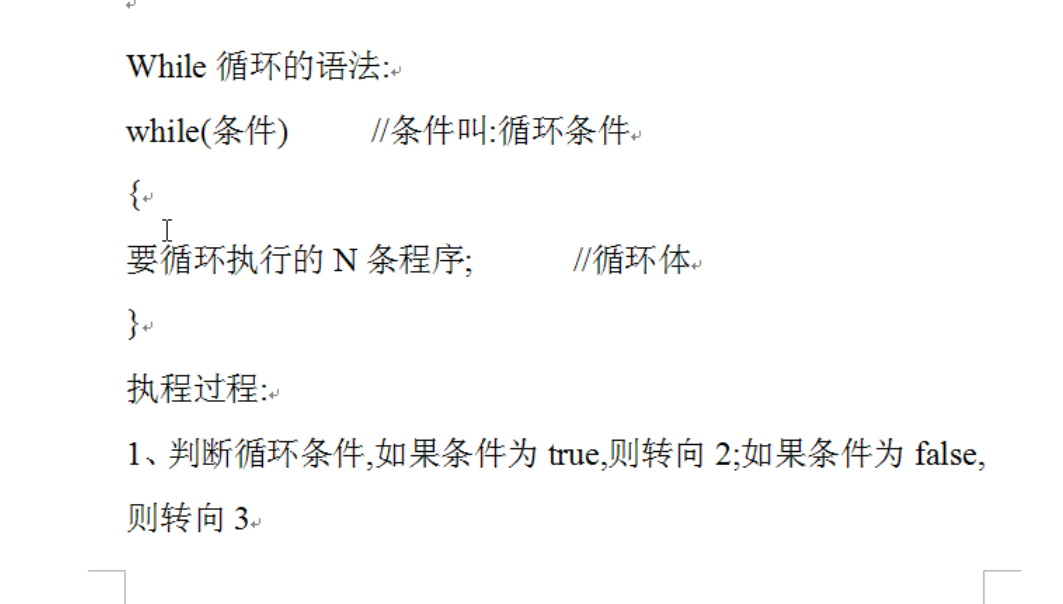 While 循环的语法:
while(条件) //条件叫:循环条件
{
要循环执行的 N 条程序; //循环体
}
执程过程:
1、判断循环条件,如果条件为 true,则转向 2;如果条件为 false,
则转向 3